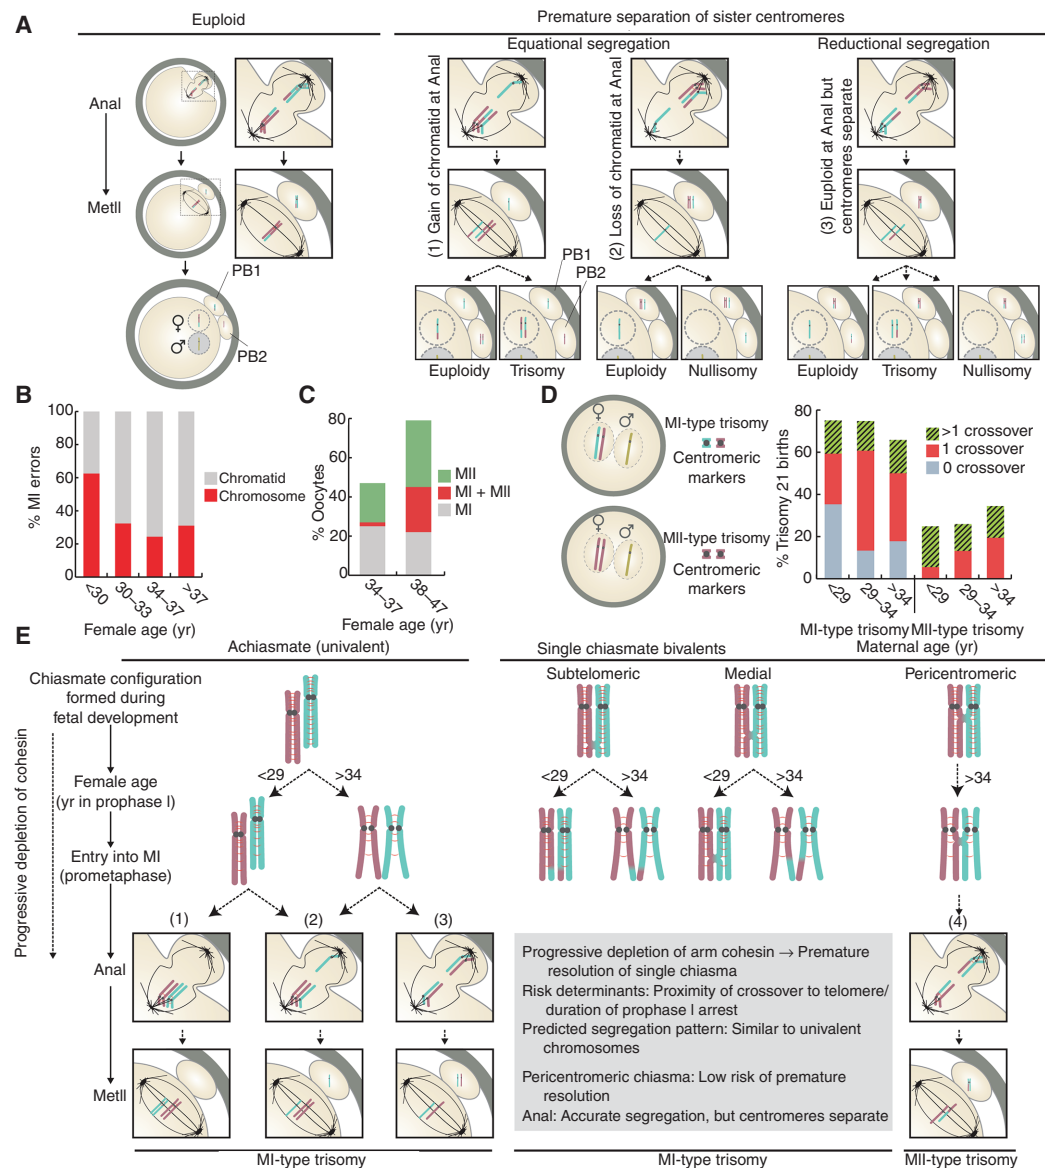 A
Euploid
Premature separation of sister centromeres
Equational segregation
Reductional segregation
AnaI
MetII
PB1
PB2
♀
♂
(1) Gain of chromatid at AnaI
(2) Loss of chromatid at AnaI
(3) Euploid at AnaI but
centromeres separate
PB1
PB2
Euploidy
Trisomy
Euploidy
Nullisomy
Euploidy
Trisomy
Nullisomy
B
% MI errors
100
80
60
40
20
0
<30
30–33
34–37
>37
Female age (yr)
Chromatid
Chromosome
C
% Oocytes
80
60
40
20
0
34–37
38–47
Female age (yr)
MII
MI + MII
MI
D
♀
♂
MI-type trisomy
Centromeric
markers
♀
♂
MII-type trisomy
Centromeric
markers
% Trisomy 21 births
100
80
60
40
20
0
<29
29–34
>34
<29
29–34
>34
MI-type trisomy
MII-type trisomy
Maternal age (yr)
>1 crossover
1 crossover
0 crossover
E
Achiasmate (univalent)
Single chiasmate bivalents
Subtelomeric
Medial
Pericentromeric
Progressive depletion of cohesin
Chiasmate configuration
formed during
fetal development
Female age
(yr in prophase I)
Entry into MI
(prometaphase)
AnaI
MetII
<29
>34
<29
>34
<29
>34
>34
(1)
(2)
(3)
(4)
Progressive depletion of arm cohesin → Premature
resolution of single chiasma
Risk determinants: Proximity of crossover to telomere/
duration of prophase I arrest
Predicted segregation pattern: Similar to univalent
chromosomes
Pericentromeric chiasma: Low risk of premature
resolution
AnaI: Accurate segregation, but centromeres separate
MI-type trisomy
MI-type trisomy
MII-type trisomy